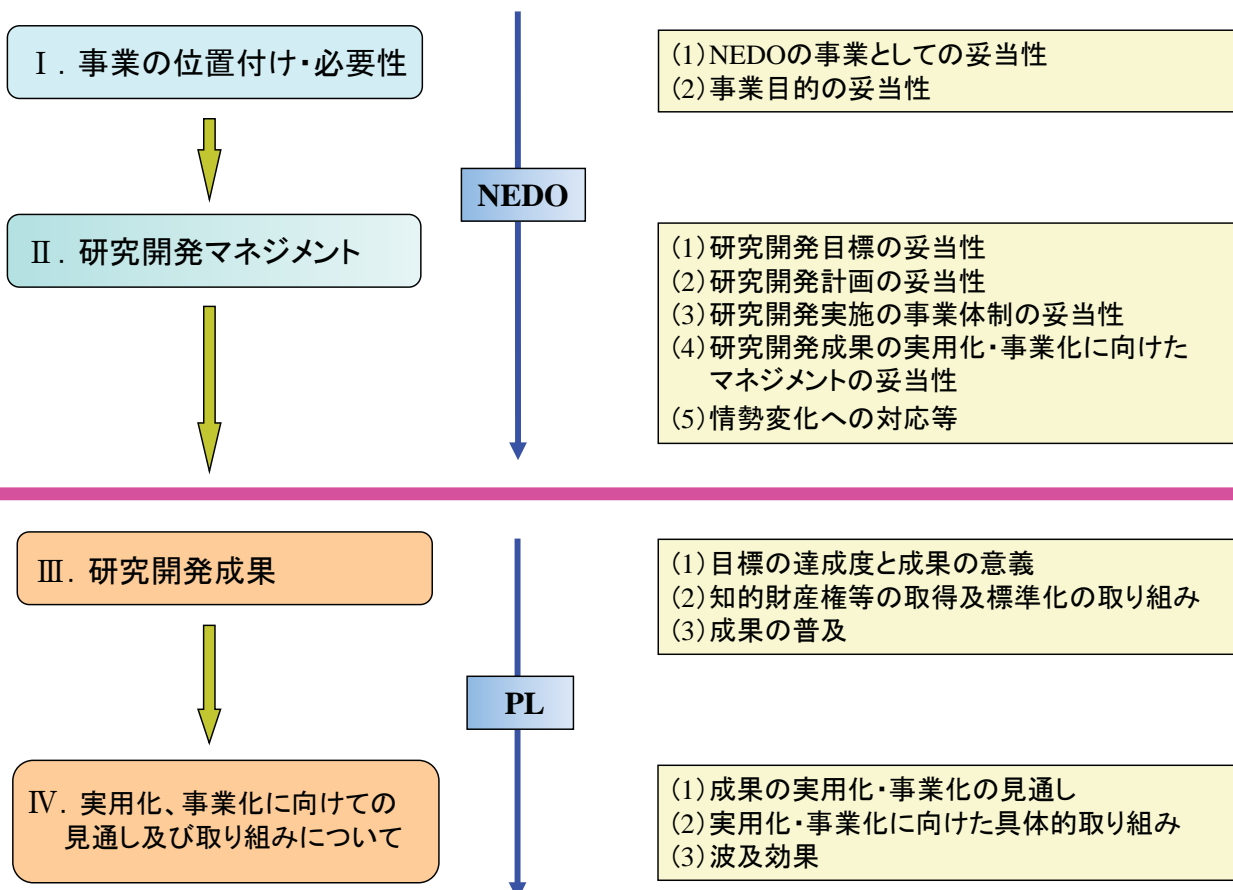 Ⅰ. 事業の位置付け・必要性
(1)NEDOの事業としての妥当性
(2)事業目的の妥当性
NEDO
Ⅱ. 研究開発マネジメント
(1)研究開発目標の妥当性
(2)研究開発計画の妥当性
(3)研究開発実施の事業体制の妥当性
(4)研究開発成果の実用化・事業化に向けた
マネジメントの妥当性
(5)情勢変化への対応等
Ⅲ. 研究開発成果
(1)目標の達成度と成果の意義
(2)知的財産権等の取得及標準化の取り組み
(3)成果の普及
PL
Ⅳ. 実用化、事業化に向けての
見通し及び取り組みについて
(1)成果の実用化・事業化の見通し
(2)実用化・事業化に向けた具体的取り組み
(3)波及効果